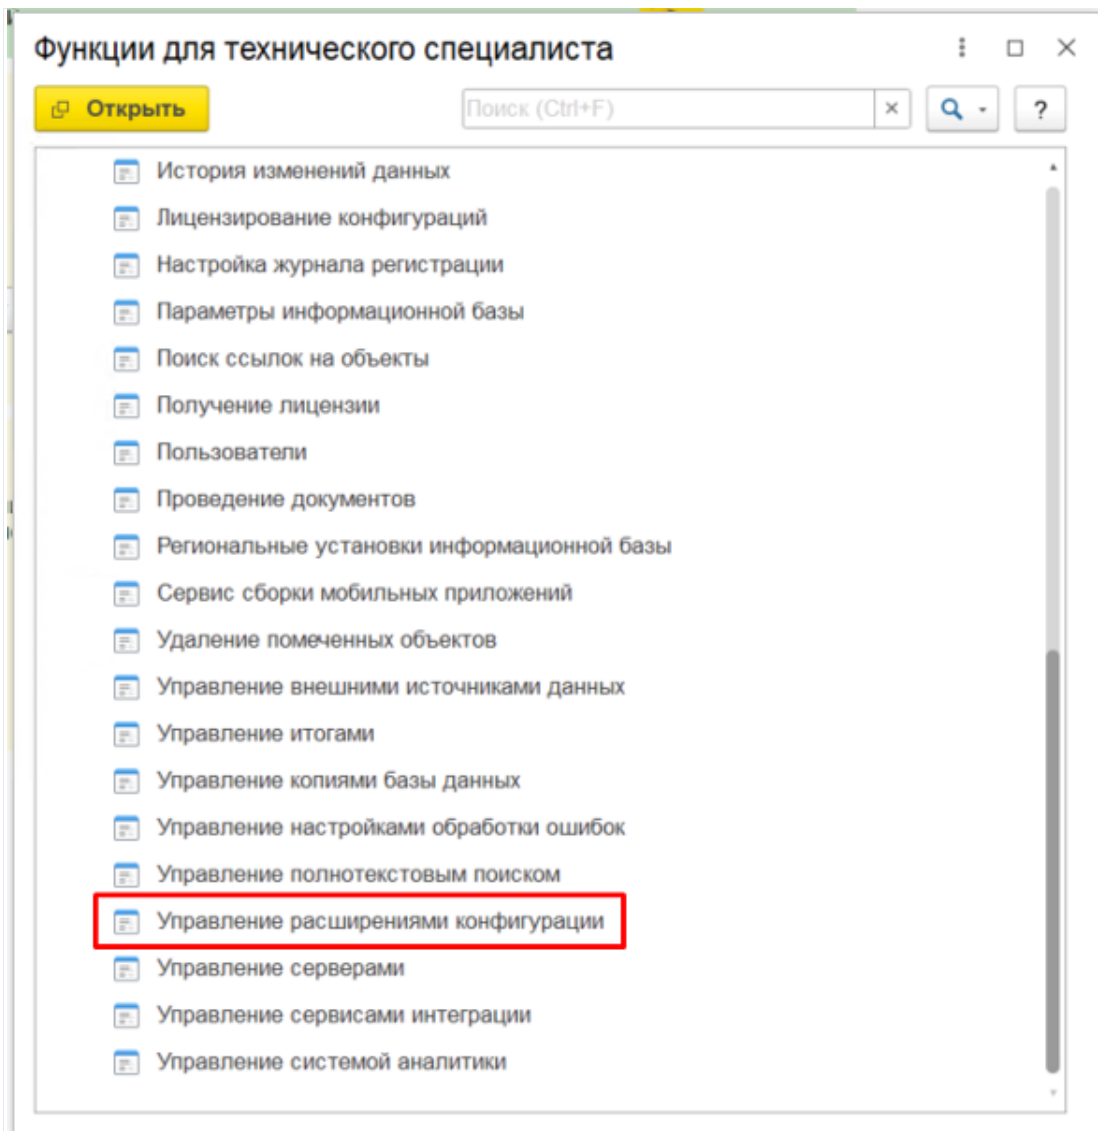 Функции для технического специалиста
Открыть
Поиск (Ctrl+F)
?
История изменений данных
Лицензирование конфигураций
Настройка журнала регистрации
Параметры информационной базы
Поиск ссылок на объекты
Получение лицензии
Пользователи
Проведение документов
Региональные установки информационной базы
Сервис сборки мобильных приложений
Удаление помеченных объектов
Управление внешними источниками данных
Управление итогами
Управление копиями базы данных
Управление настройками обработки ошибок
Управление полнотекстовым поиском
Управление расширениями конфигурации
Управление серверами
Управление сервисами интеграции
Управление системой аналитики